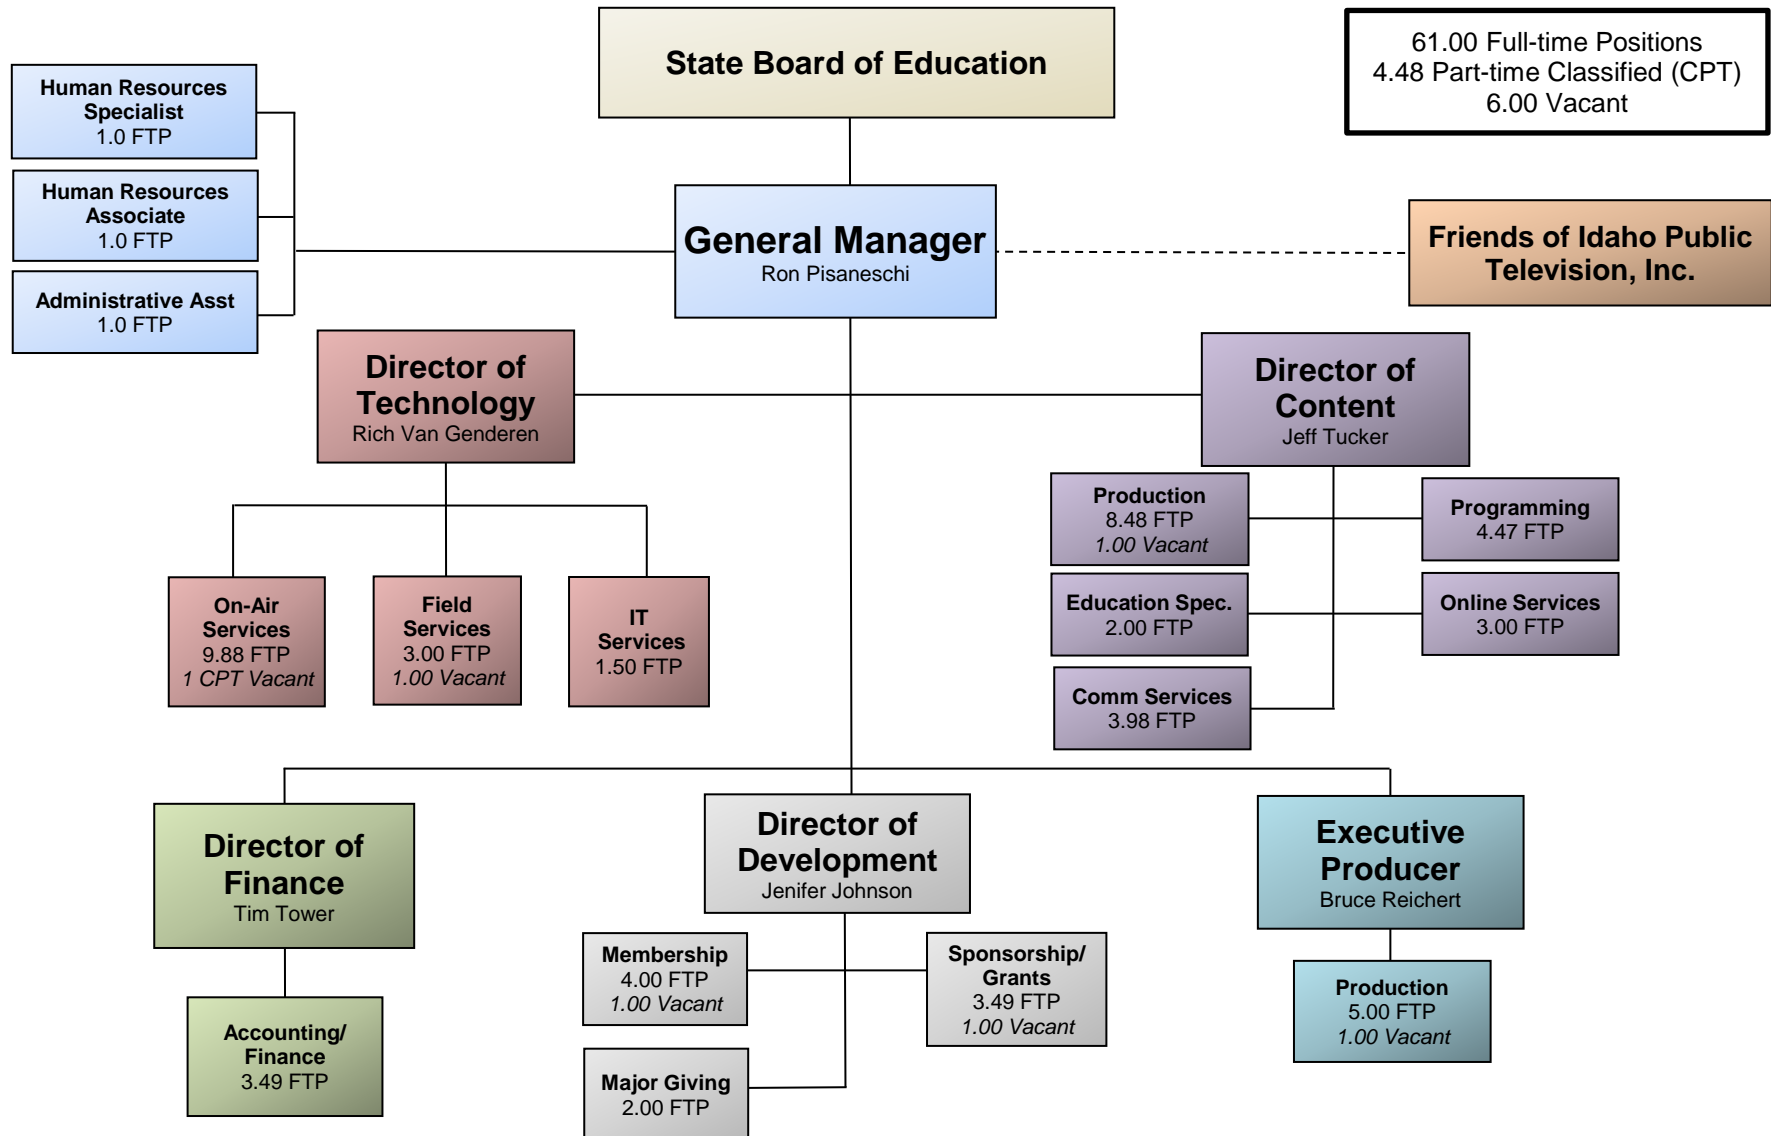 State Board of Education
61.00 Full-time Positions
4.48 Part-time Classified (CPT)
6.00 Vacant
Human Resources
Specialist
1.0 FTP
Human Resources
Associate
1.0 FTP
Administrative Asst
1.0 FTP
General Manager
Ron Pisaneschi
Friends of Idaho Public
Television, Inc.
Director of
Technology
Rich Van Genderen
Director of
Content
Jeff Tucker
On-Air
Services
9.88 FTP
1 CPT Vacant
Field
Services
3.00 FTP
1.00 Vacant
IT
Services
1.50 FTP
Production
8.48 FTP
1.00 Vacant
Programming
4.47 FTP
Education Spec.
2.00 FTP
Online Services
3.00 FTP
Comm Services
3.98 FTP
Director of
Finance
Tim Tower
Accounting/
Finance
3.49 FTP
Director of
Development
Jenifer Johnson
Membership
4.00 FTP
1.00 Vacant
Sponsorship/
Grants
3.49 FTP
1.00 Vacant
Major Giving
2.00 FTP
Executive
Producer
Bruce Reichert
Production
5.00 FTP
1.00 Vacant